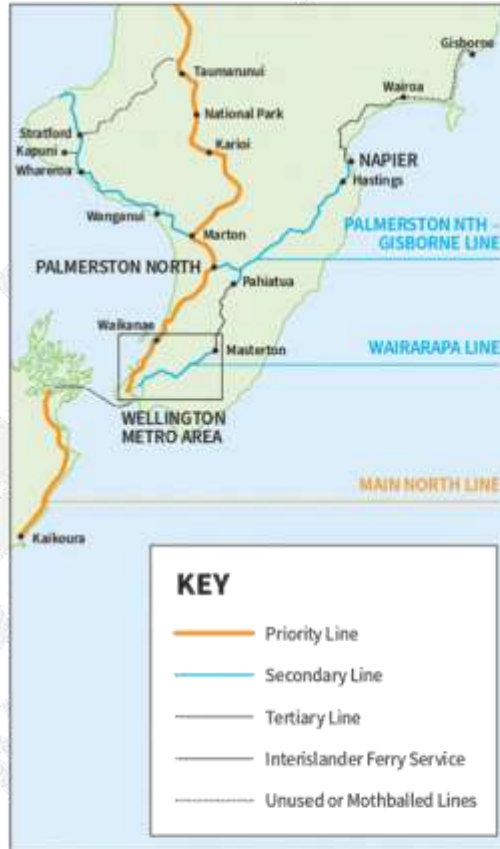 Gisborne
Taumarunui
Wairoa
National Park
Stratford
Karioi
Kapuni
NAPIER
Wharema
Hastings
Wanganui
PALMERSTON NTH –
GISBORNE LINE
Marton
PALMERSTON NORTH
Pahiatua
Waikanae
Masterton
WAIRARAPA LINE
WELLINGTON
METRO AREA
MAIN NORTH LINE
Kaikoura
KEY
Priority Line
Secondary Line
Tertiary Line
Interislander Ferry Service
Unused or Mothballed Lines